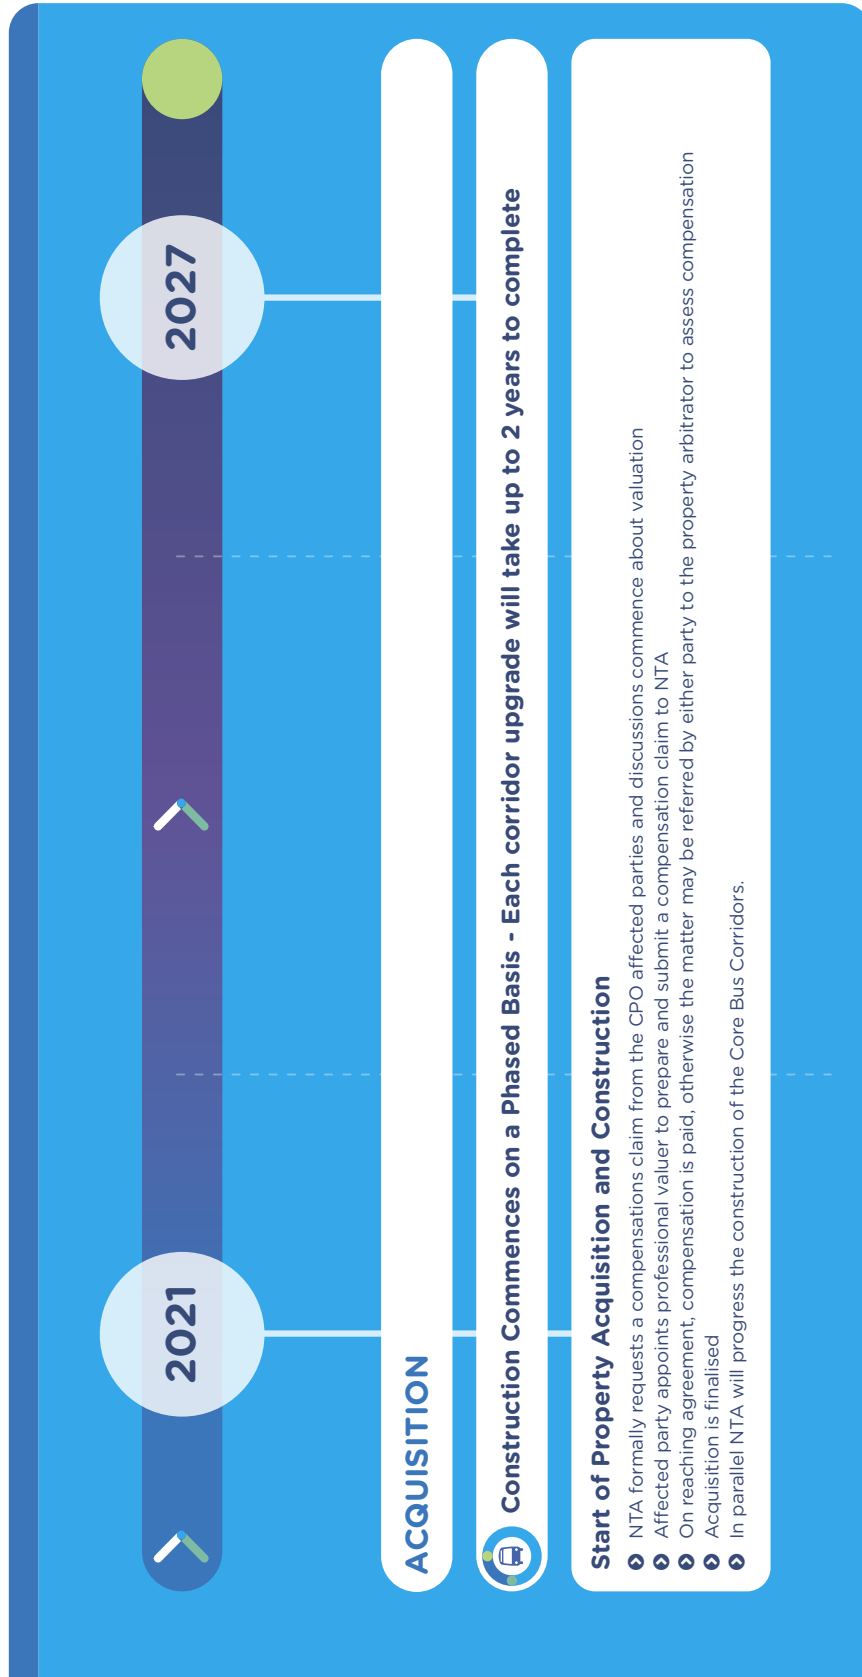 2021
2027
ACQUISITION
Construction Commences on a Phased Basis - Each corridor upgrade will take up to 2 years to complete
Start of Property Acquisition and Construction
NTA formally requests a compensations claim from the CPO affected parties and discussions commence about valuation
Affected party appoints professional valuer to prepare and submit a compensation claim to NTA
On reaching agreement, compensation is paid, otherwise the matter may be referred by either party to the property arbitrator to assess compensation
Acquisition is finalised
In parallel NTA will progress the construction of the Core Bus Corridors.